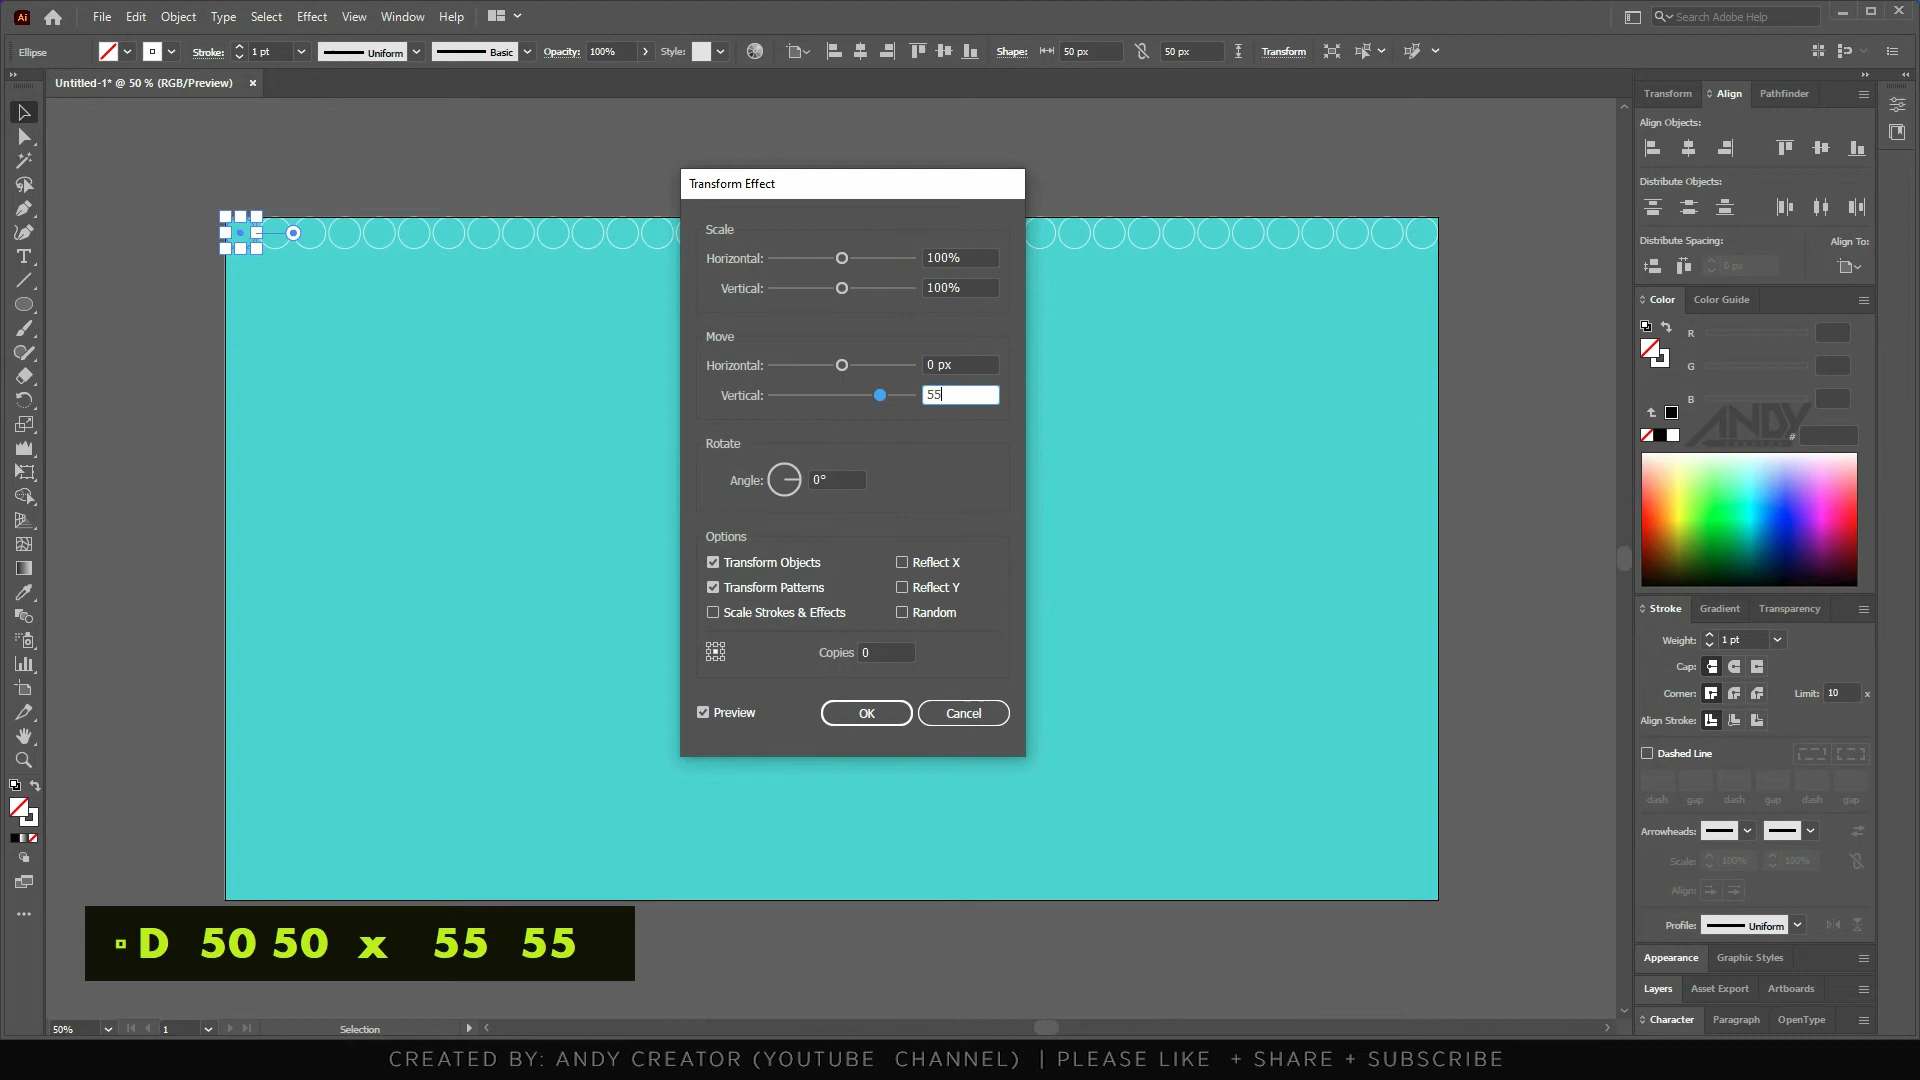 Ai File Edit Object Type Select Effect View Window Help Search Adobe Help
Ellipse Stroke: 1 pt Uniform Basic Opacity: 100% Style: Shape: 50 px 50 px Transform
Untitled-1* @ 50 % (RGB/Preview) ×
Transform Align Pathfinder
Align Objects:
Distribute Objects:
Distribute Spacing: Align To:
0 px
Color Color Guide
R
G
B
ANDY
#
Stroke Gradient Transparency
Weight: 1 pt
Cap:
Corner: Limit: 10 x
Align Stroke:
Dashed Line
dash gap dash gap dash gap
Arrowheads:
Scale: 100% 100%
Align:
Profile: Uniform
Appearance Graphic Styles
Layers Asset Export Artboards
Character Paragraph OpenType
Transform Effect
Scale
Horizontal: 100%
Vertical: 100%
Move
Horizontal: 0 px
Vertical: 55
Rotate
Angle: 0°
Options
Transform Objects Reflect X
Transform Patterns Reflect Y
Scale Strokes & Effects Random
Copies 0
Preview OK Cancel
D 50 50 x 55 55
50% 1 Selection
CREATED BY: ANDY CREATOR (YOUTUBE CHANNEL) | PLEASE LIKE + SHARE + SUBSCRIBE